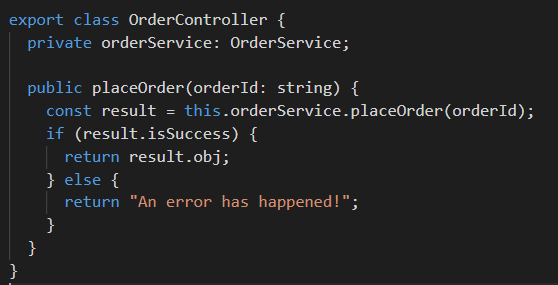 export class OrderController {
  private orderService: OrderService;

  public placeOrder(orderId: string) {
    const result = this.orderService.placeOrder(orderId);
    if (result.isSuccess) {
      return result.obj;
    } else {
      return "An error has happened!";
    }
  }
}